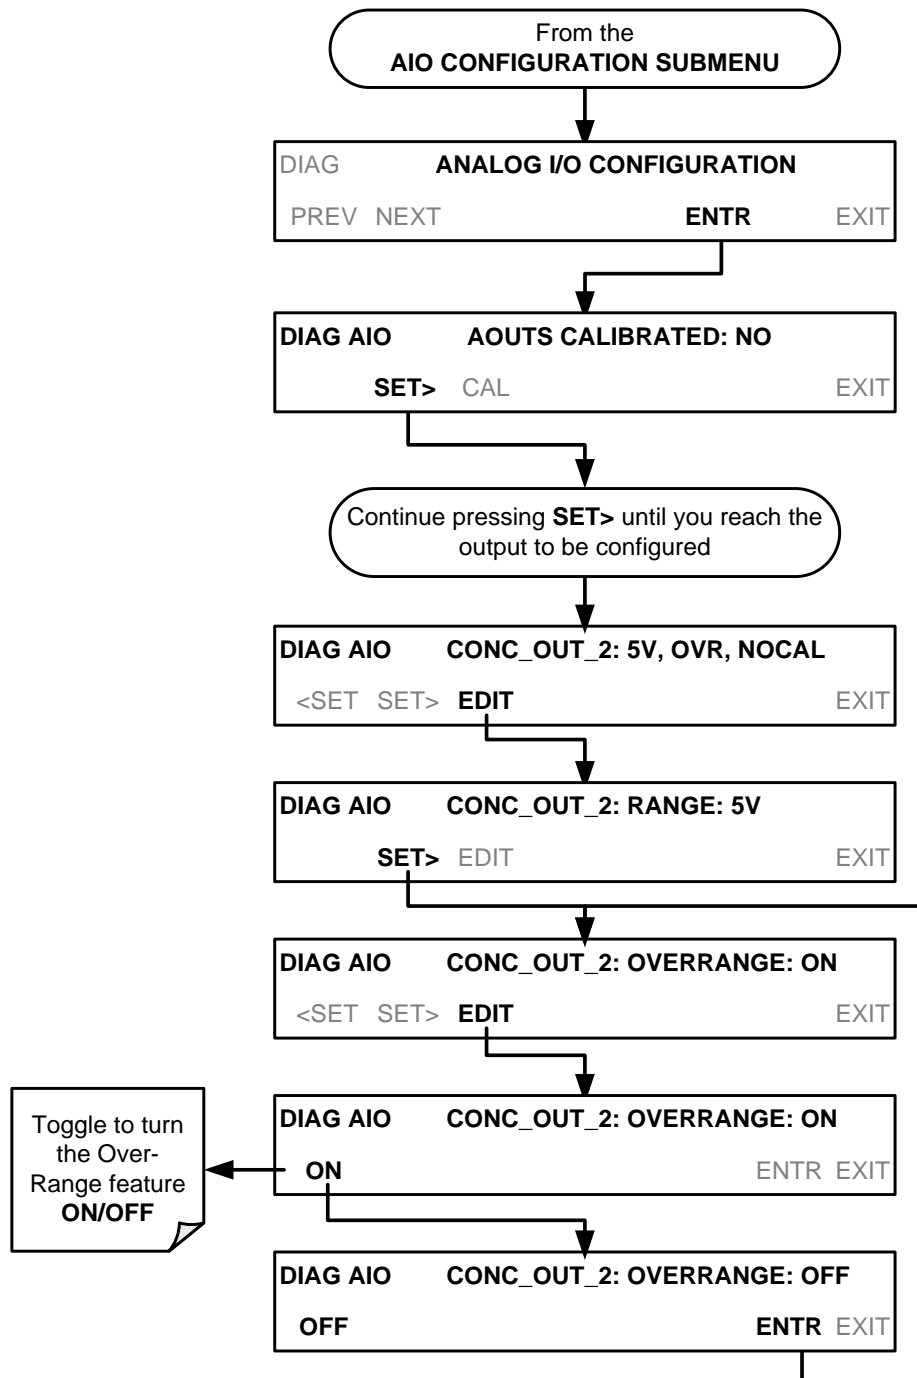 From the
AIO CONFIGURATION SUBMENU
DIAG ANALOG I/O CONFIGURATION
PREV NEXT ENTR EXIT
DIAG AIO AOUTS CALIBRATED: NO
SET> CAL EXIT
Continue pressing SET> until you reach the
output to be configured
DIAG AIO CONC_OUT_2: 5V, OVR, NOCAL
<SET SET> EDIT EXIT
DIAG AIO CONC_OUT_2: RANGE: 5V
SET> EDIT EXIT
DIAG AIO CONC_OUT_2: OVERRANGE: ON
<SET SET> EDIT EXIT
Toggle to turn
the Over-
Range feature
ON/OFF
DIAG AIO CONC_OUT_2: OVERRANGE: ON
ON ENTR EXIT
DIAG AIO CONC_OUT_2: OVERRANGE: OFF
OFF ENTR EXIT